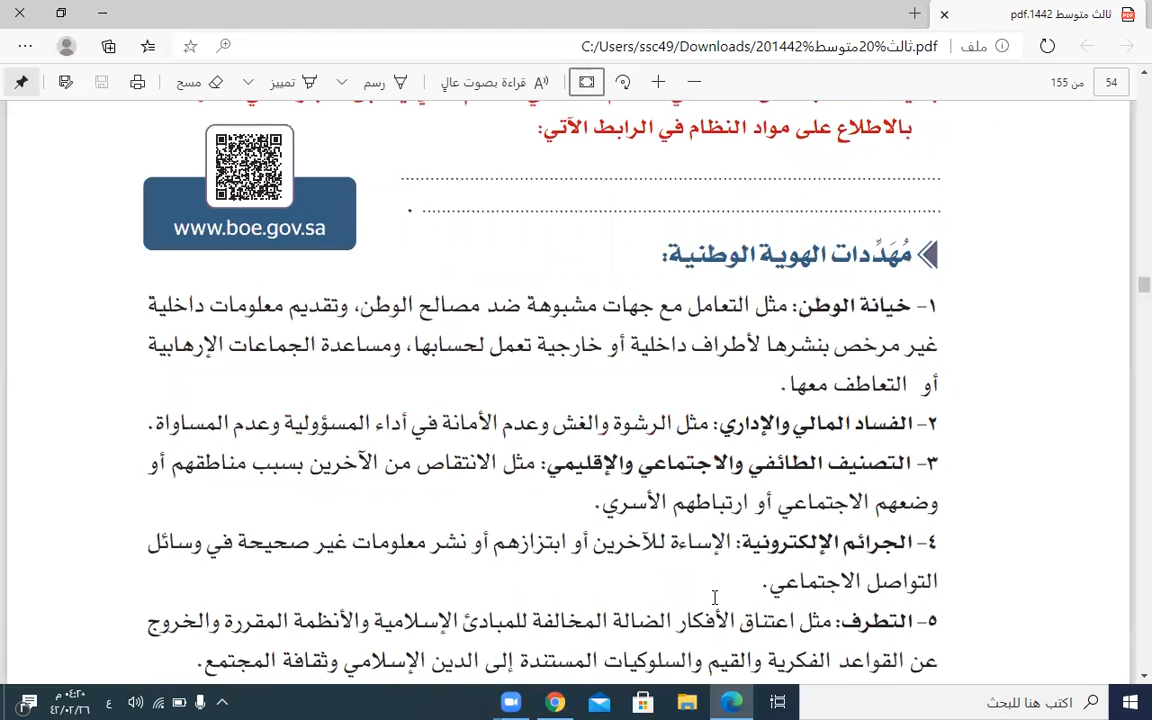 ثالث متوسط 1442.pdf
ملف
C:/Users/ssc49/Downloads/201442%ثالث%20متوسط.pdf
54
من 155
قراءة بصوت عالٍ
رسم
تمييز
مسح
بالاطلاع على مواد النظام في الرابط الآتي:
www.boe.gov.sa
مُهَدِّدات الهوية الوطنية:
١- خيانة الوطن: مثل التعامل مع جهات مشبوهة ضد مصالح الوطن، وتقديم معلومات داخلية
غير مرخص بنشرها لأطراف داخلية أو خارجية تعمل لحسابها، ومساعدة الجماعات الإرهابية
أو التعاطف معها.
٢- الفساد المالي والإداري: مثل الرشوة والغش وعدم الأمانة في أداء المسؤولية وعدم المساواة.
٣- التصنيف الطائفي والاجتماعي والإقليمي: مثل الانتقاص من الآخرين بسبب مناطقهم أو
وضعهم الاجتماعي أو ارتباطهم الأسري.
٤- الجرائم الإلكترونية: الإساءة للآخرين أو ابتزازهم أو نشر معلومات غير صحيحة في وسائل
التواصل الاجتماعي.
٥- التطرف: مثل اعتناق الأفكار الضالة المخالفة للمبادئ الإسلامية والأنظمة المقررة والخروج
عن القواعد الفكرية والقيم والسلوكيات المستندة إلى الدين الإسلامي وثقافة المجتمع.
اكتب هنا للبحث
ع
٠٤:٢٠ م
٤٢/٠٢/٢٦